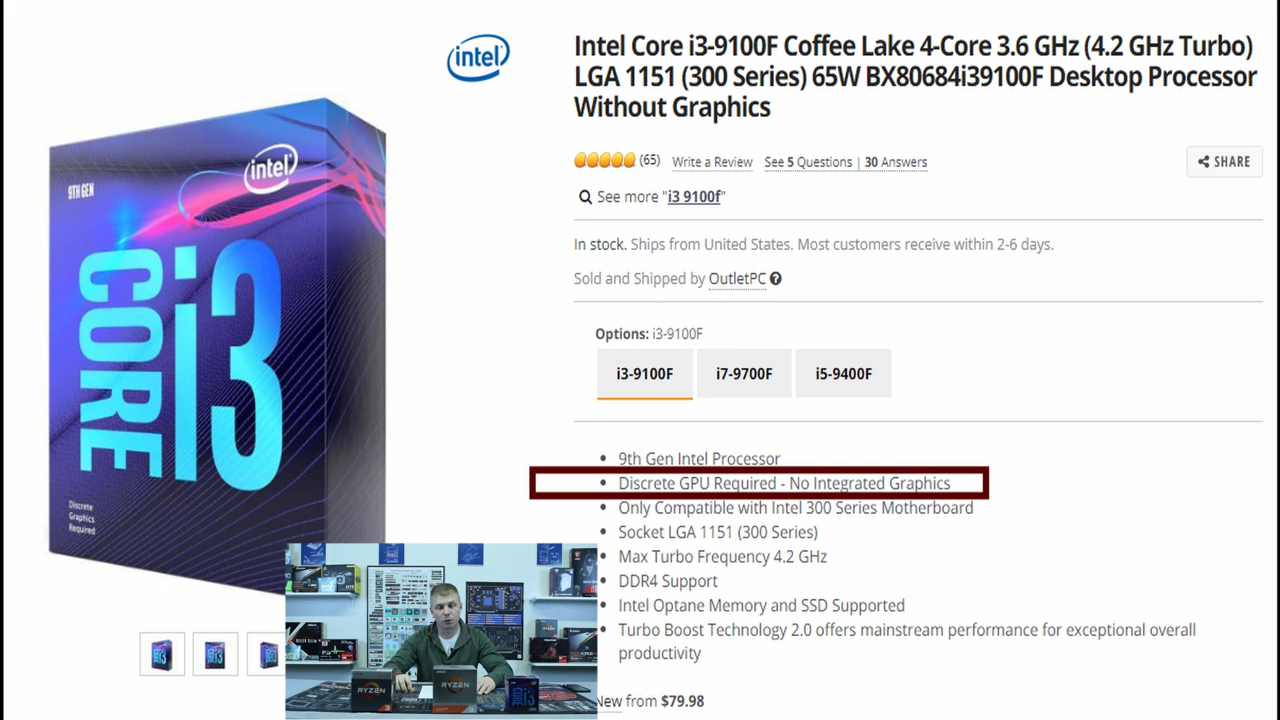 intel
Intel Core i3-9100F Coffee Lake 4-Core 3.6 GHz (4.2 GHz Turbo)
LGA 1151 (300 Series) 65W BX80684i39100F Desktop Processor
Without Graphics
(65) Write a Review See 5 Questions | 30 Answers
SHARE
See more "i3 9100f"
In stock. Ships from United States. Most customers receive within 2-6 days.
Sold and Shipped by OutletPC
Options: i3-9100F
i3-9100F i7-9700F i5-9400F
9th Gen Intel Processor
Discrete GPU Required - No Integrated Graphics
Only Compatible with Intel 300 Series Motherboard
Socket LGA 1151 (300 Series)
Max Turbo Frequency 4.2 GHz
DDR4 Support
Intel Optane Memory and SSD Supported
Turbo Boost Technology 2.0 offers mainstream performance for exceptional overall
productivity
New from $79.98
intel
9TH GEN
CORE
i3
Discrete
Graphics
Required
RYZEN
RYZEN
CORE i3